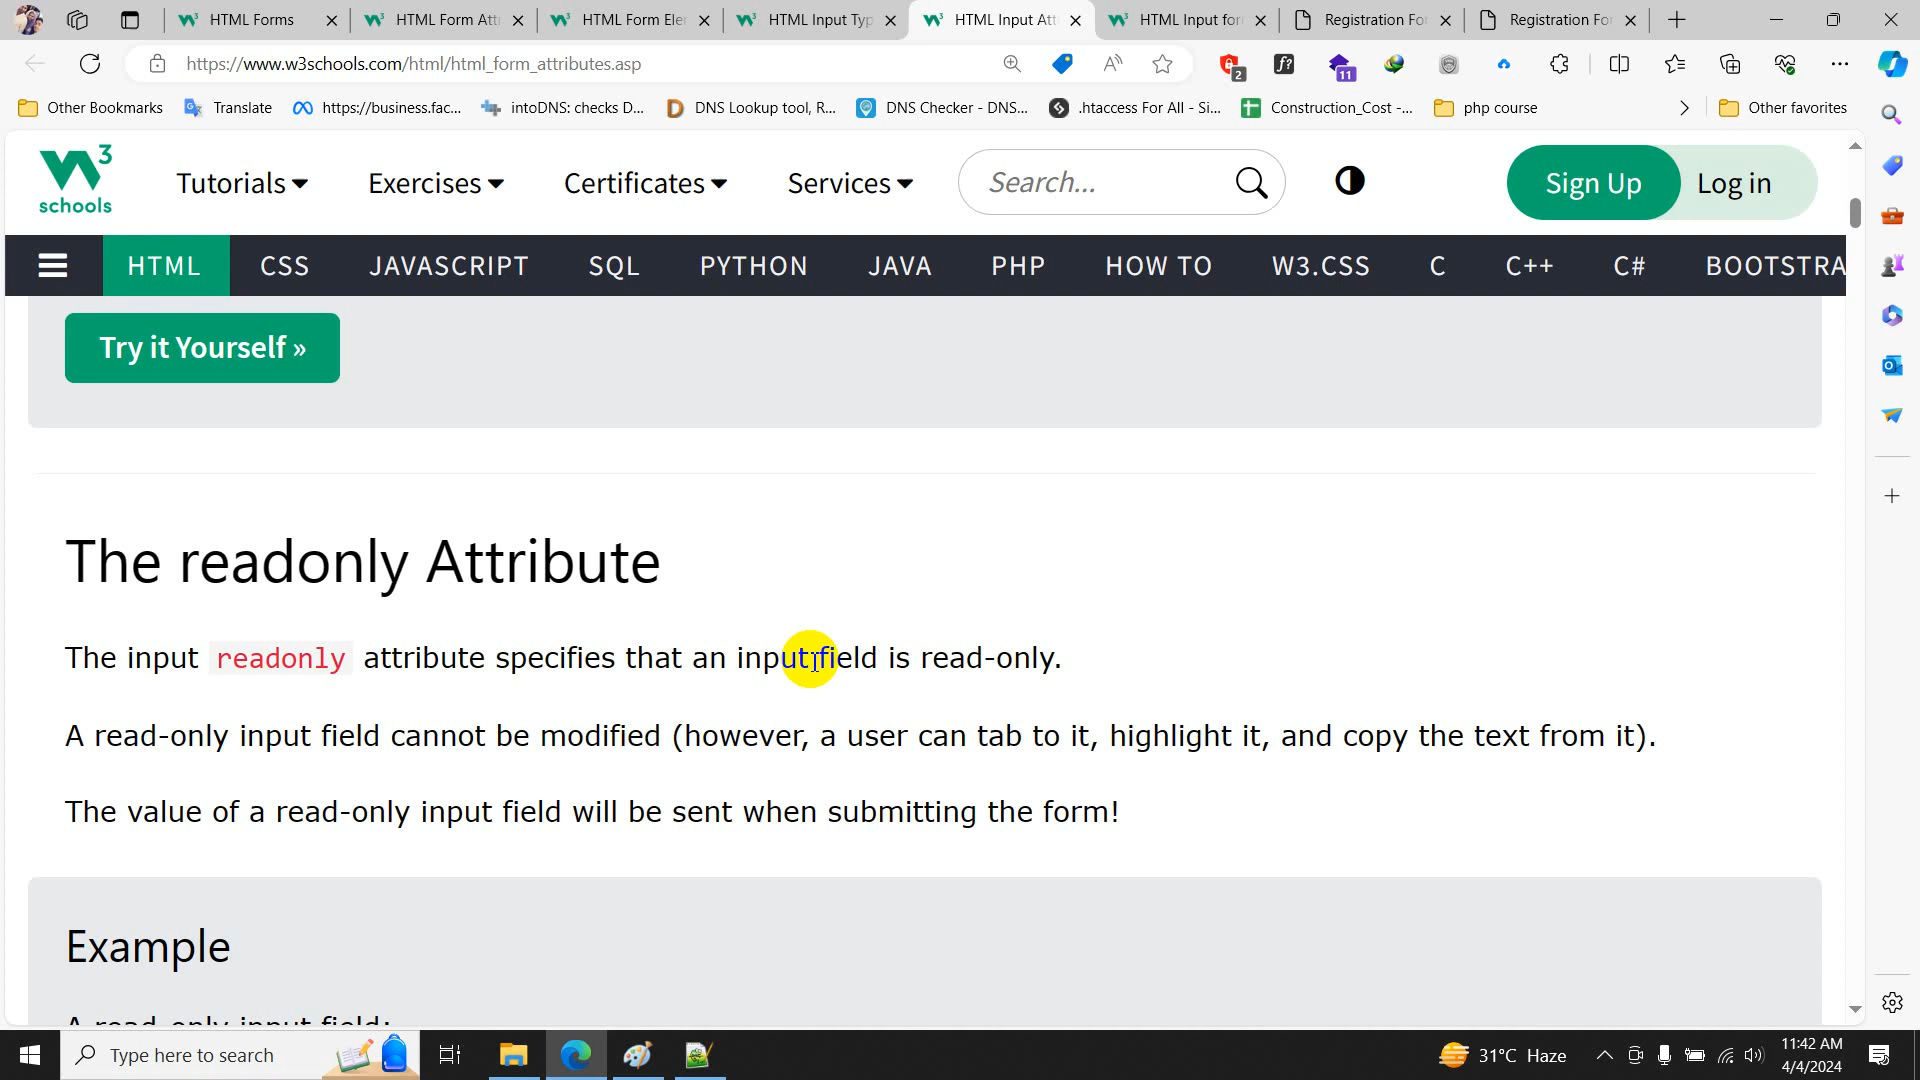 HTML Forms
HTML Form Att
HTML Form Ele
HTML Input Typ
HTML Input Att
HTML Input for
Registration Fo
Registration Fo
https://www.w3schools.com/html/html_form_attributes.asp
2
f?
11
Other Bookmarks
Translate
https://business.fac...
intoDNS: checks D...
DNS Lookup tool, R...
DNS Checker - DNS...
.htaccess For All - Si...
Construction_Cost -...
php course
Other favorites
W3
schools
Tutorials
Exercises
Certificates
Services
Search...
Sign Up
Log in
HTML
CSS
JAVASCRIPT
SQL
PYTHON
JAVA
PHP
HOW TO
W3.CSS
C
C++
C#
BOOTSTRA
Try it Yourself »
The readonly Attribute
The input readonly attribute specifies that an input field is read-only.
A read-only input field cannot be modified (however, a user can tab to it, highlight it, and copy the text from it).
The value of a read-only input field will be sent when submitting the form!
Example
A read-only input field:
Type here to search
31°C Haze
11:42 AM
4/4/2024